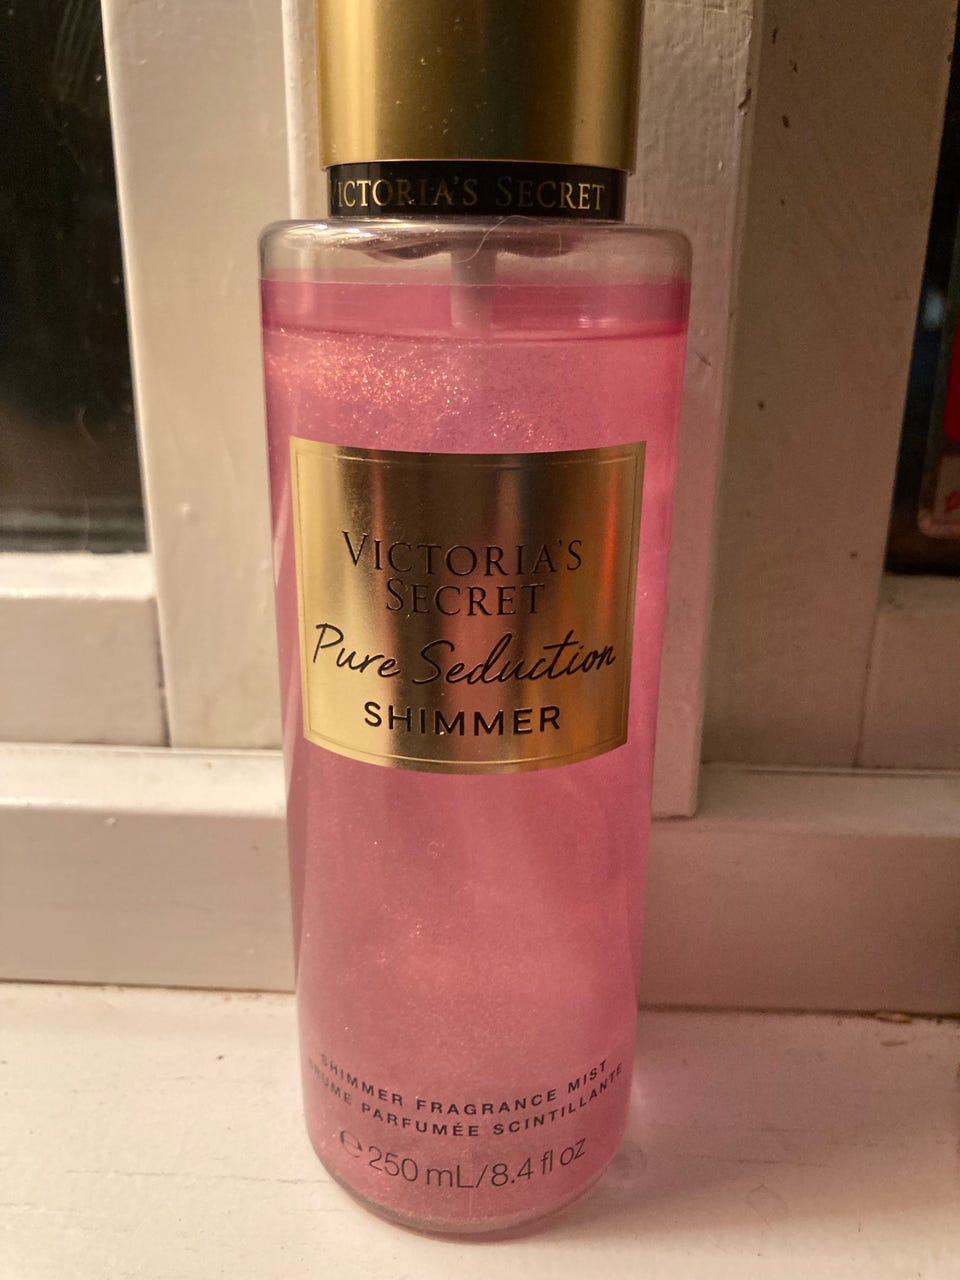 VICTORIA'S SECRET
VICTORIA'S
SECRET
Pure Seduction
SHIMMER
SHIMMER FRAGRANCE MIST
BRUME PARFUMÉE SCINTILLANTE
℮ 250 mL/8.4 fl oz